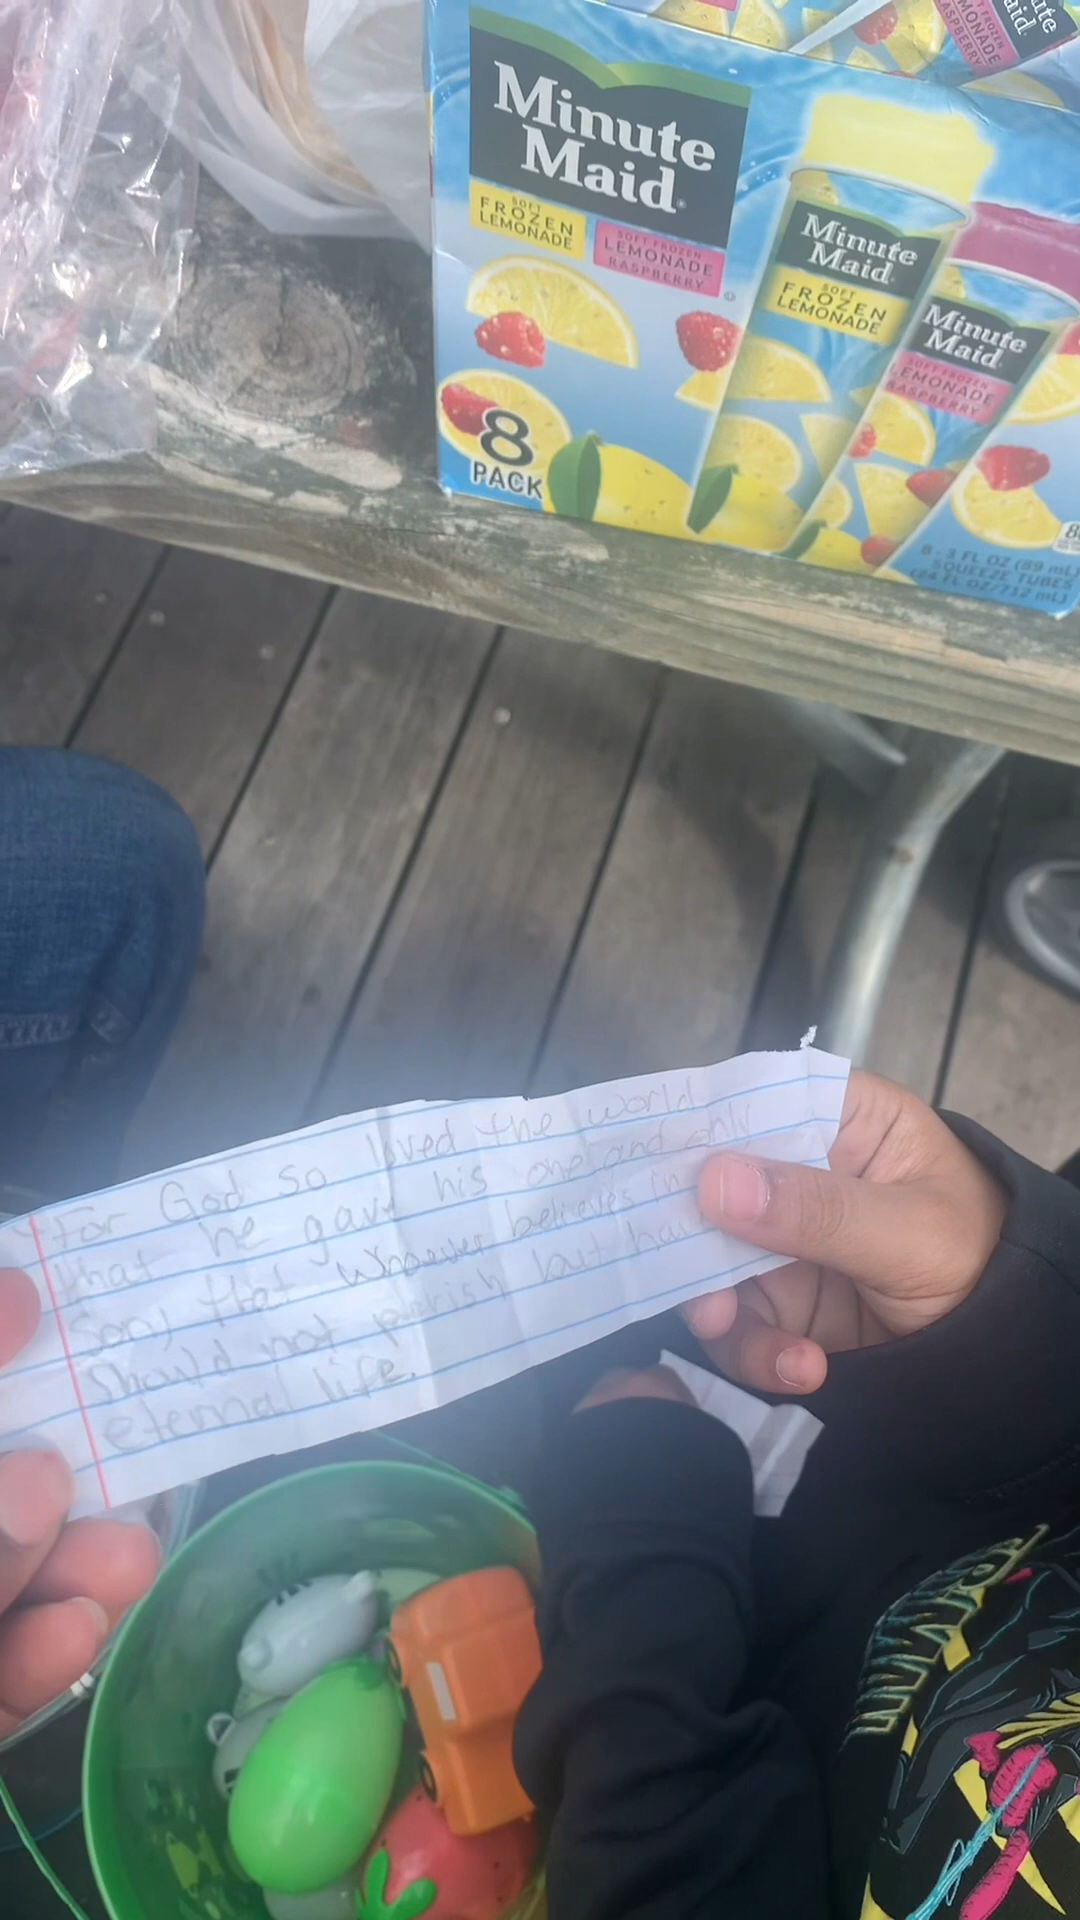 Minute
Maid
SOFT
FROZEN
LEMONADE
SOFT FROZEN
LEMONADE
RASPBERRY
8
PACK
Minute
Maid
SOFT
FROZEN
LEMONADE
Minute
Maid
SOFT FROZEN
LEMONADE
RASPBERRY
8 - 3 FL OZ (89 mL)
SQUEEZE TUBES
(24 FL OZ/712 mL)
For God so loved the world
that he gave his one and only
Son, that whoever believes in
should not perish but have
eternal life.